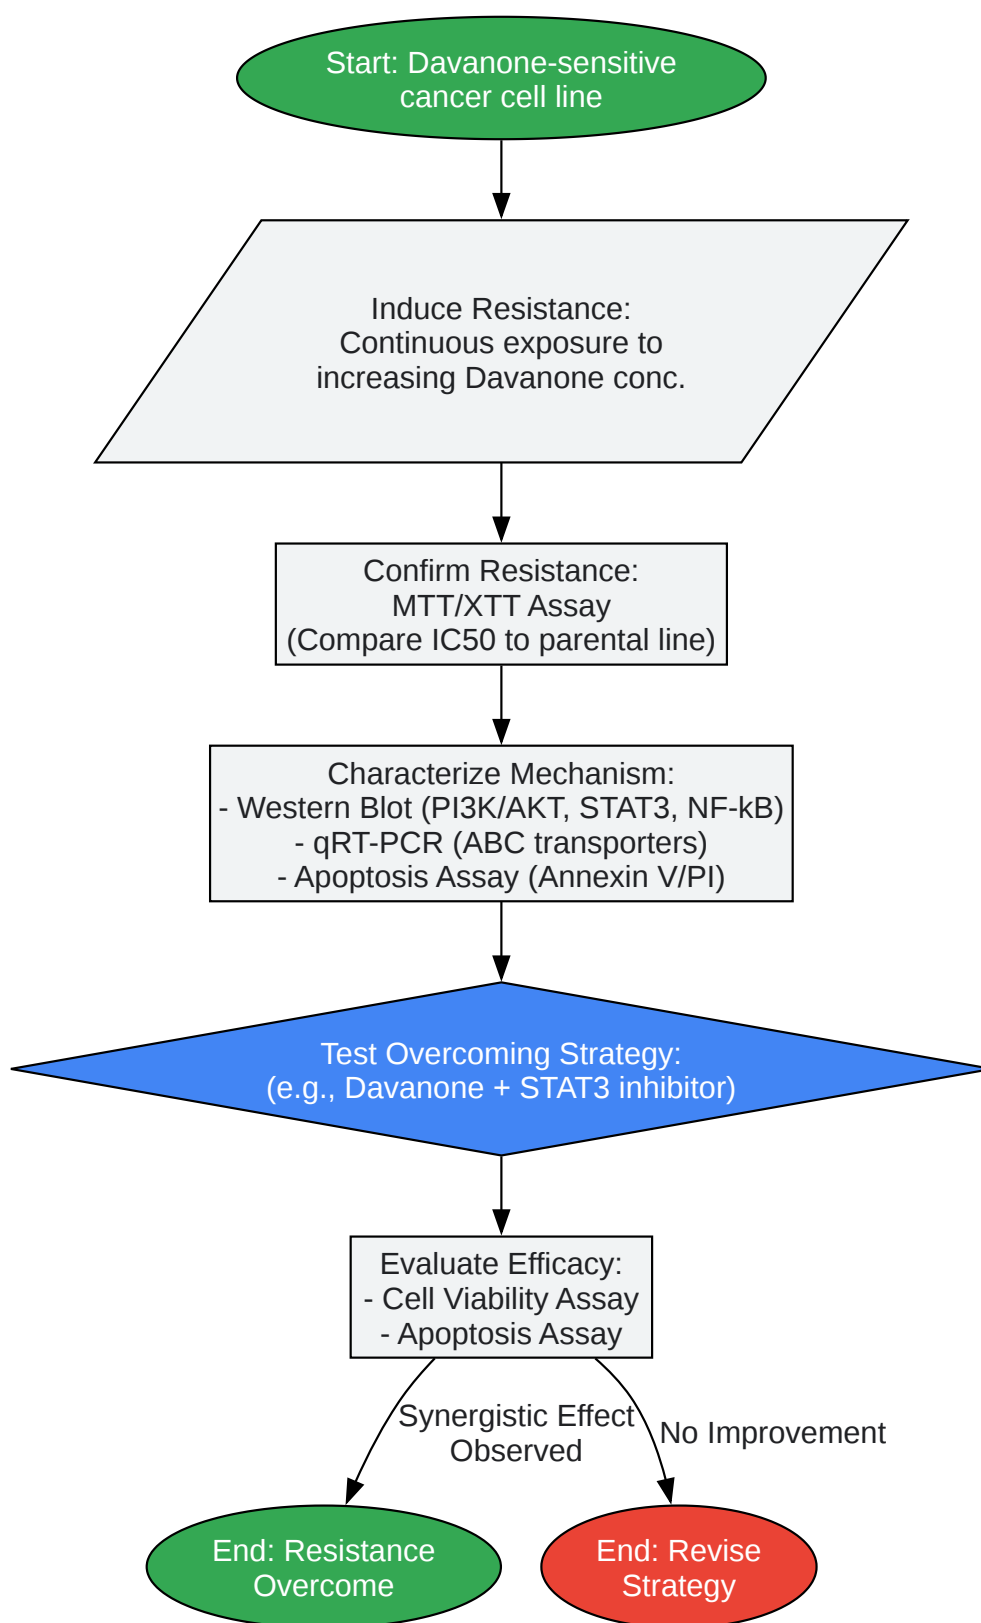 Start: Davanone-sensitive
cancer cell line
Induce Resistance:
Continuous exposure to
increasing Davanone conc.
Confirm Resistance:
MTT/XTT Assay
(Compare IC50 to parental line)
Characterize Mechanism:
- Western Blot (PI3K/AKT, STAT3, NF-kB)
- qRT-PCR (ABC transporters)
- Apoptosis Assay (Annexin V/PI)
Test Overcoming Strategy:
(e.g., Davanone + STAT3 inhibitor)
Evaluate Efficacy:
- Cell Viability Assay
- Apoptosis Assay
Synergistic Effect
Observed
No Improvement
End: Resistance
Overcome
End: Revise
Strategy